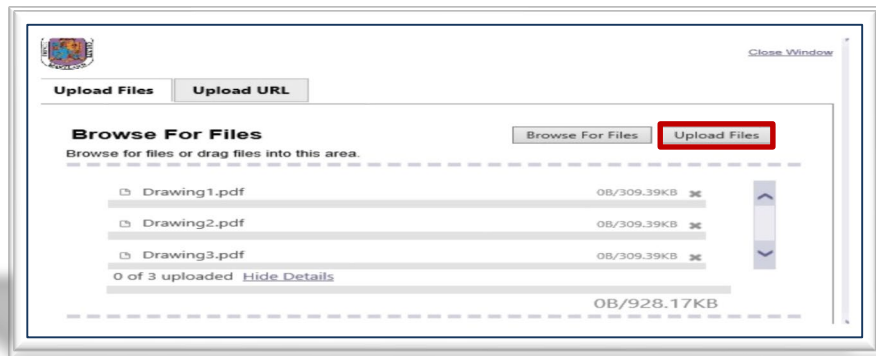 Close Window
Upload Files Upload URL
Browse For Files Browse For Files Upload Files
Browse for files or drag files into this area.
Drawing1.pdf 0B/309.39KB
Drawing2.pdf 0B/309.39KB
Drawing3.pdf 0B/309.39KB
0 of 3 uploaded Hide Details
0B/928.17KB